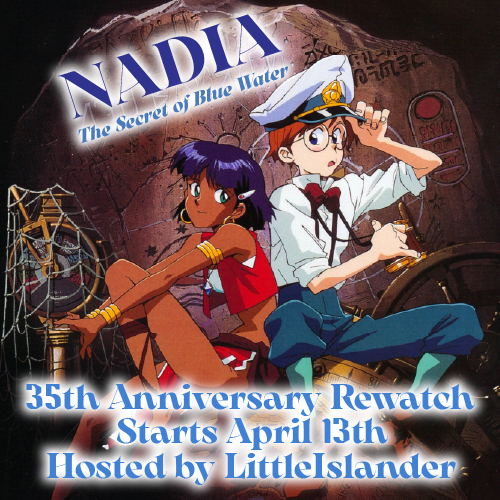 NADIA
The Secret of Blue Water
35th Anniversary Rewatch
Starts April 13th
Hosted by LittleIslander